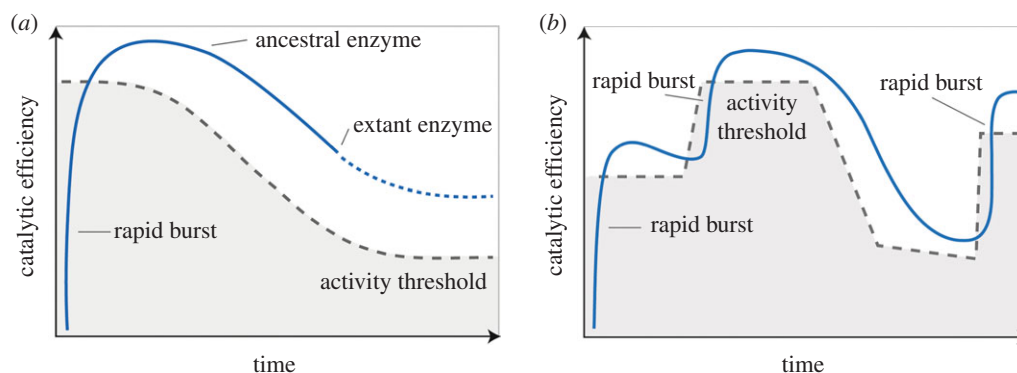 (a)
ancestral enzyme
extant enzyme
rapid burst
activity threshold
catalytic efficiency
time
(b)
rapid burst
activity
threshold
rapid burst
rapid burst
catalytic efficiency
time